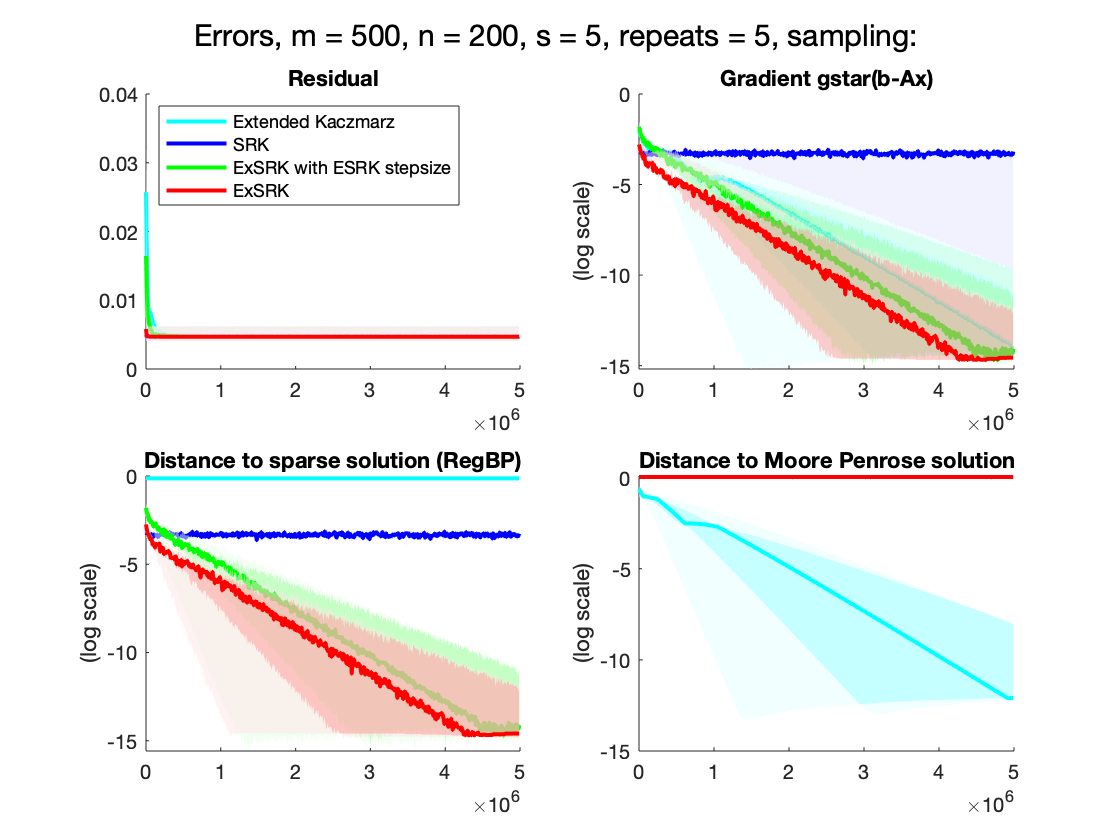 Errors, m = 500, n = 200, s = 5, repeats = 5, sampling:
Residual
0.04
0.03
0.02
0.01
0
Extended Kaczmarz
SRK
ExSRK with ESRK stepsize
ExSRK
0 1 2 3 4 5
×10^6
Gradient gstar(b-Ax)
(log scale)
0
-5
-10
-15
0 1 2 3 4 5
×10^6
Distance to sparse solution (RegBP)
(log scale)
0
-5
-10
-15
0 1 2 3 4 5
×10^6
Distance to Moore Penrose solution
(log scale)
0
-5
-10
-15
0 1 2 3 4 5
×10^6